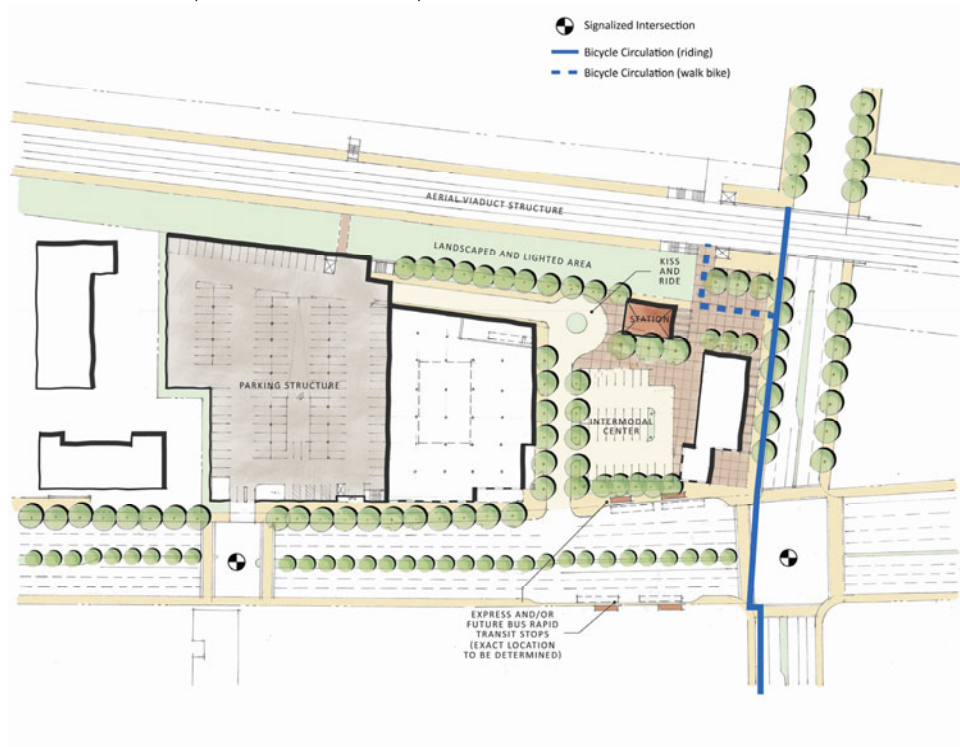 Signalized Intersection
Bicycle Circulation (riding)
Bicycle Circulation (walk bike)
AERIAL VIADUCT STRUCTURE
LANDSCAPED AND LIGHTED AREA
KISS
AND
RIDE
STATION
PARKING STRUCTURE
INTERMODAL
CENTER
EXPRESS AND/OR
FUTURE BUS RAPID
TRANSIT STOPS
(EXACT LOCATION
TO BE DETERMINED)